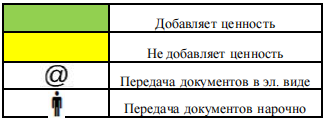 Добавляет ценность
Не добавляет ценность
@ Передача документов в эл. виде
Передача документов нарочно